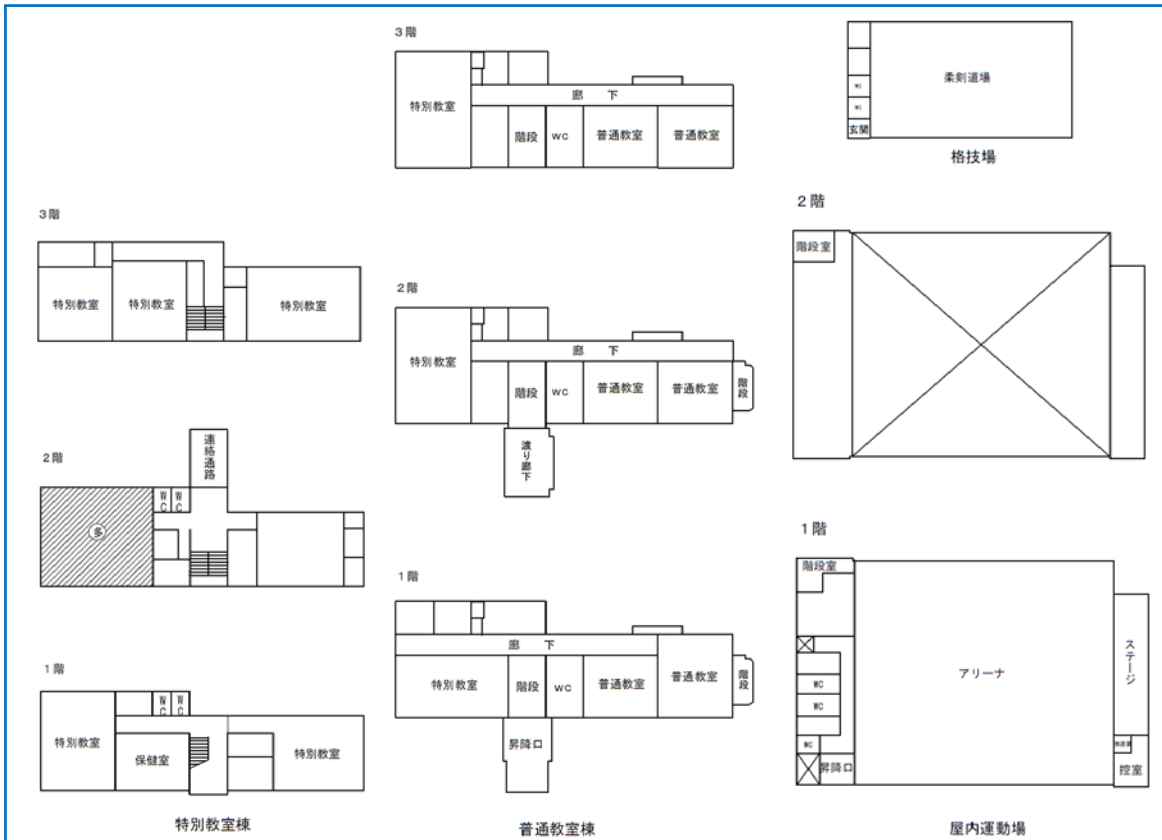 3階
特別教室
特別教室
特別教室
2階
連絡通路
WC
WC
多
1階
WC
WC
特別教室
保健室
特別教室
特別教室棟
3階
特別教室
廊 下
階段
WC
普通教室
普通教室
2階
特別教室
廊 下
階段
WC
普通教室
普通教室
階段
渡り廊下
1階
廊 下
特別教室
階段
WC
普通教室
普通教室
階段
昇降口
普通教室棟
柔剣道場
WC
WC
玄関
格技場
2階
階段室
1階
階段室
アリーナ
ステージ
WC
WC
WC
昇降口
控室
屋内運動場